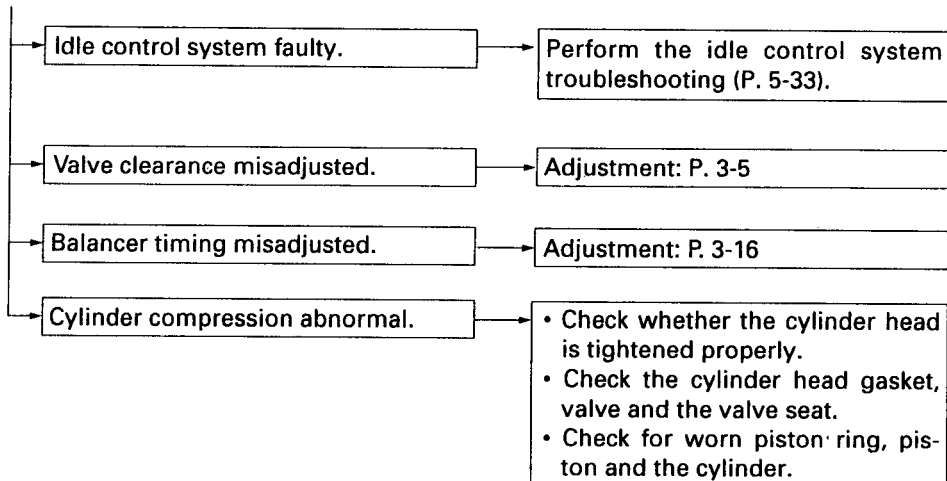 Idle control system faulty.
Perform the idle control system
troubleshooting (P. 5-33).
Valve clearance misadjusted.
Adjustment: P. 3-5
Balancer timing misadjusted.
Adjustment: P. 3-16
Cylinder compression abnormal.
• Check whether the cylinder head
is tightened properly.
• Check the cylinder head gasket,
valve and the valve seat.
• Check for worn piston ring, pis-
ton and the cylinder.